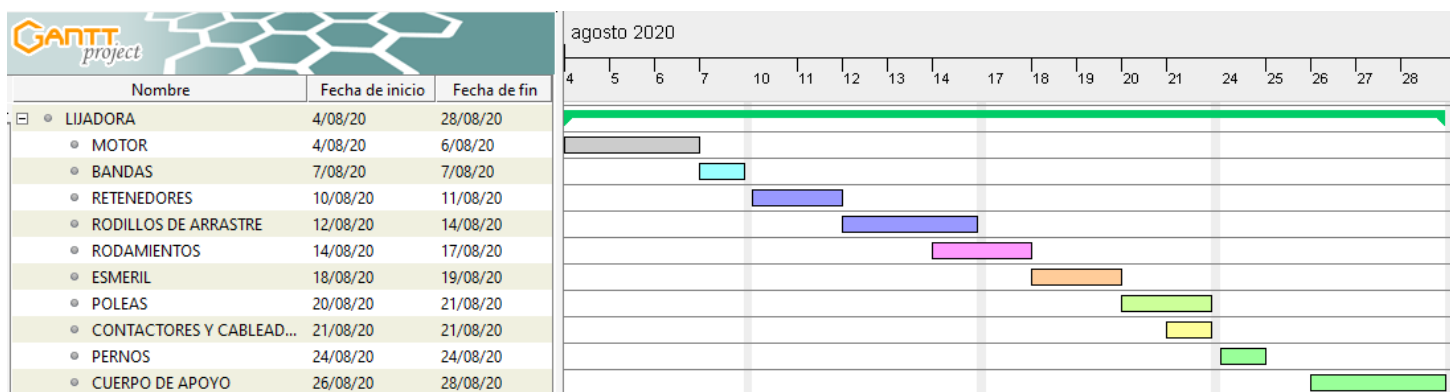 GANTT
project
agosto 2020
4 5 6 7 10 11 12 13 14 17 18 19 20 21 24 25 26 27 28
Nombre Fecha de inicio Fecha de fin
LIJADORA 4/08/20 28/08/20
MOTOR 4/08/20 6/08/20
BANDAS 7/08/20 7/08/20
RETENEDORES 10/08/20 11/08/20
RODILLOS DE ARRASTRE 12/08/20 14/08/20
RODAMIENTOS 14/08/20 17/08/20
ESMERIL 18/08/20 19/08/20
POLEAS 20/08/20 21/08/20
CONTACTORES Y CABLEAD... 21/08/20 21/08/20
PERNOS 24/08/20 24/08/20
CUERPO DE APOYO 26/08/20 28/08/20